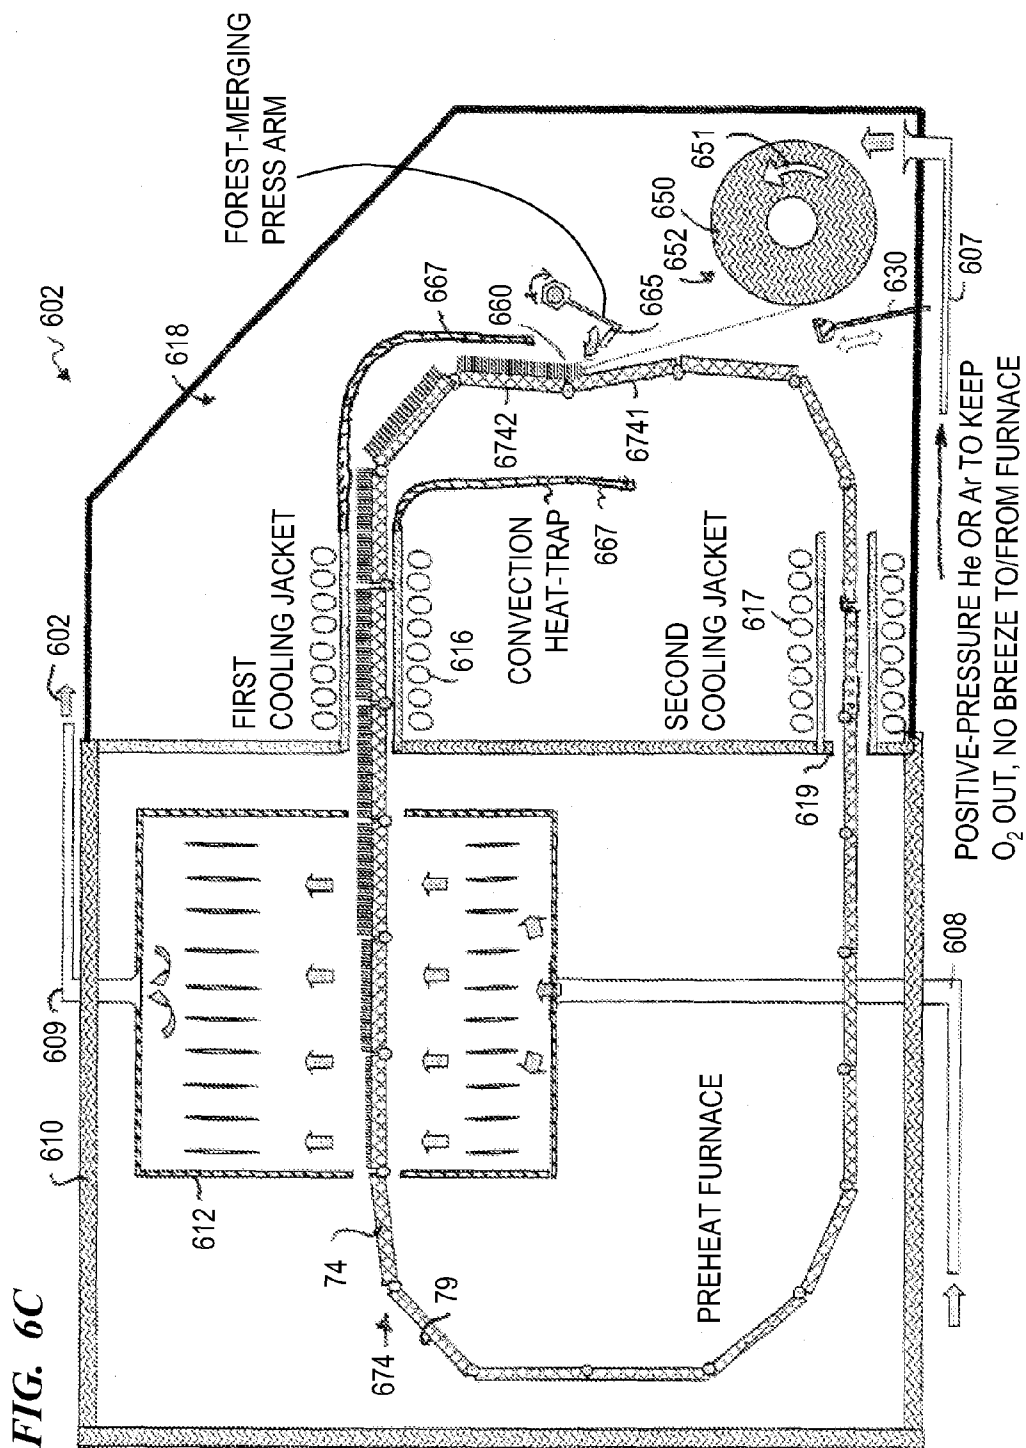 FIG. 6C
602
618
FOREST-MERGING
PRESS ARM
609
602
610
612
FIRST
COOLING JACKET
667
660
652
650
651
665
6742
6741
616
CONVECTION
HEAT-TRAP
667
630
607
74
79
674
SECOND
COOLING JACKET
617
619
PREHEAT FURNACE
608
POSITIVE-PRESSURE He OR Ar TO KEEP
O2 OUT, NO BREEZE TO/FROM FURNACE